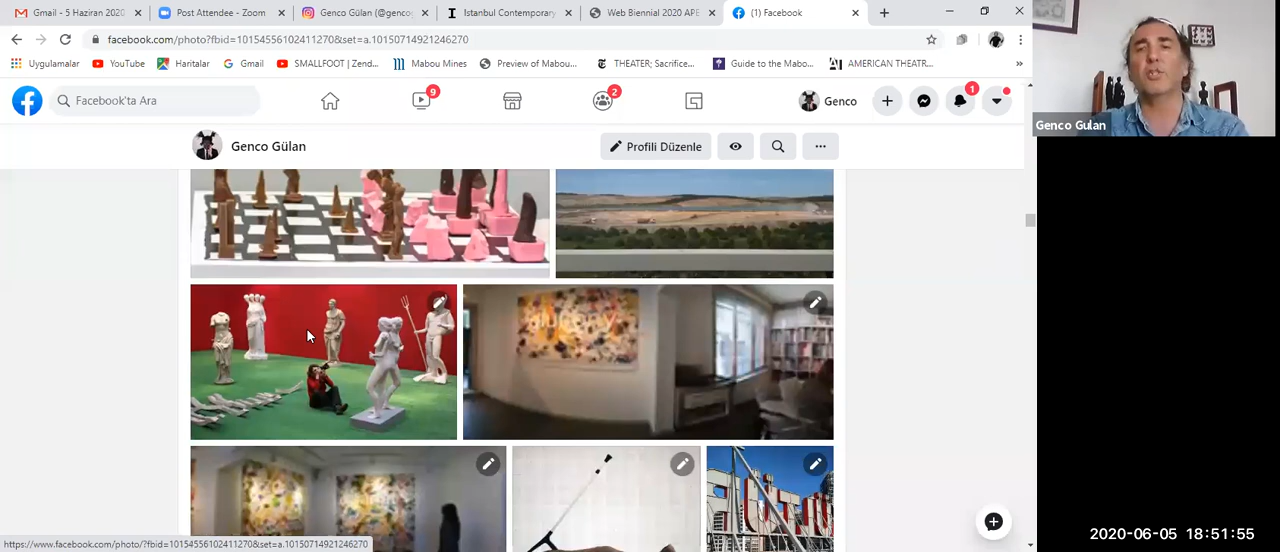 Gmail - 5 Haziran 2020
Post Attendee - Zoom
Genco Gülan (@genco
Istanbul Contemporary
Web Biennial 2020 APE
(1) Facebook
facebook.com/photo?fbid=10154556102411270&set=a.10150714921246270
Uygulamalar
YouTube
Haritalar
Gmail
SMALLFOOT | Zend...
Mabou Mines
Preview of Mabou...
THEATER; Sacrifice...
Guide to the Mabo...
AMERICAN THEATR...
»
Facebook'ta Ara
9
2
Genco
1
Genco Gulan
Genco Gülan
Profili Düzenle
https://www.facebook.com/photo/?fbid=10154556102411270&set=a.10150714921246270
2020-06-05 18:51:55